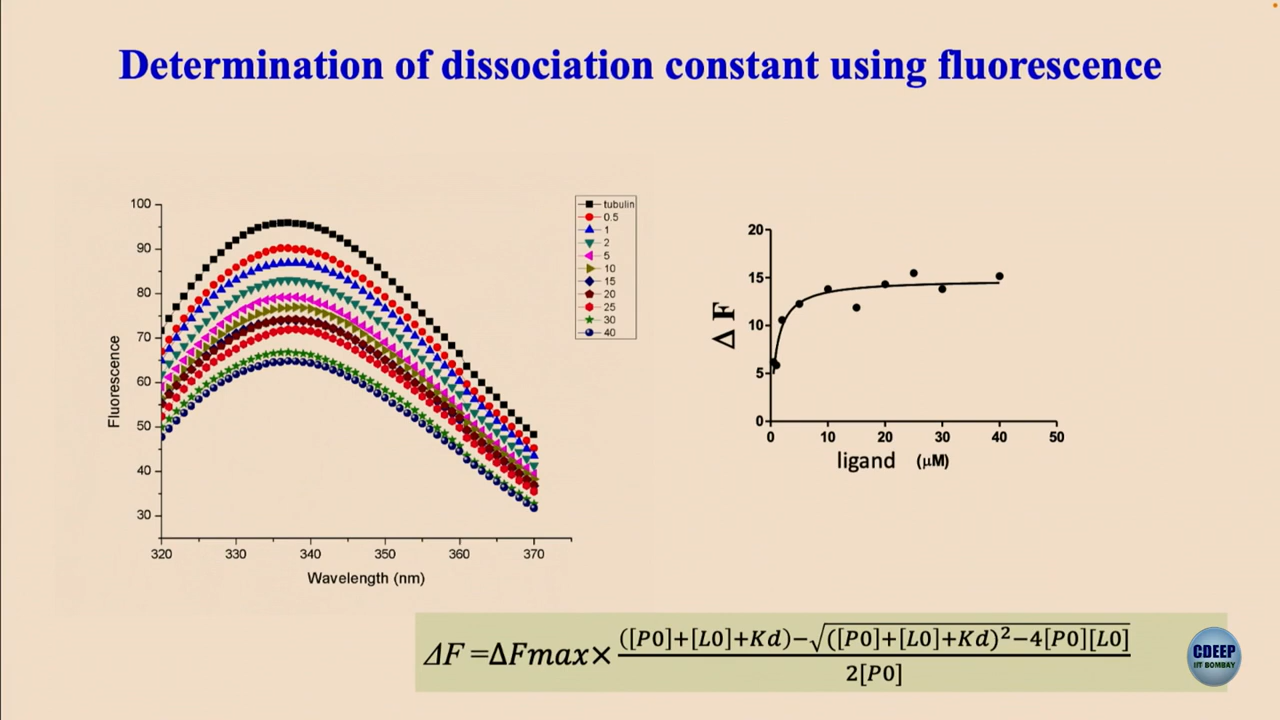 Determination of dissociation constant using fluorescence
100
90
80
70
60
50
40
30
Fluorescence
320 330 340 350 360 370
Wavelength (nm)
tubulin
0.5
1
2
5
10
15
20
25
30
40
20
15
10
5
0
Δ F
0 10 20 30 40 50
ligand (μM)
ΔF =ΔFmax× (([P0]+[L0]+Kd)−√(([P0]+[L0]+Kd)²−4[P0][L0]
2[P0]
CDEEP
IIT BOMBAY